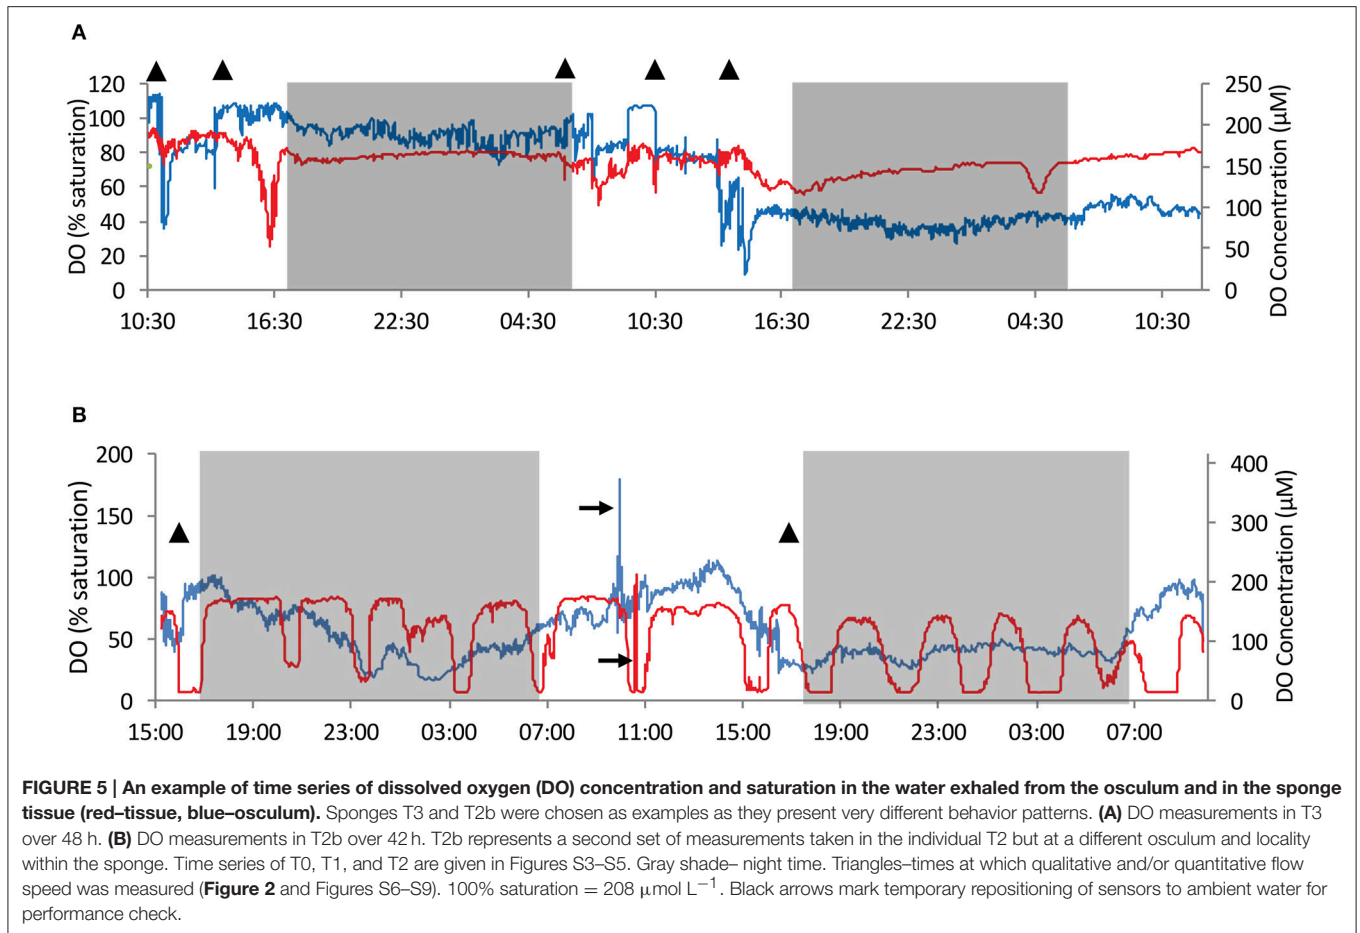 A
120
100
80
60
40
20
0
DO (% saturation)
250
200
150
100
50
0
DO Concentration (µM)
10:30 16:30 22:30 04:30 10:30 16:30 22:30 04:30 10:30
B
200
150
100
50
0
DO (% saturation)
400
300
200
100
0
DO Concentration (µM)
15:00 19:00 23:00 03:00 07:00 11:00 15:00 19:00 23:00 03:00 07:00
FIGURE 5 | An example of time series of dissolved oxygen (DO) concentration and saturation in the water exhaled from the osculum and in the sponge
tissue (red–tissue, blue–osculum). Sponges T3 and T2b were chosen as examples as they present very different behavior patterns. (A) DO measurements in T3
over 48 h. (B) DO measurements in T2b over 42 h. T2b represents a second set of measurements taken in the individual T2 but at a different osculum and locality
within the sponge. Time series of T0, T1, and T2 are given in Figures S3–S5. Gray shade– night time. Triangles–times at which qualitative and/or quantitative flow
speed was measured (Figure 2 and Figures S6–S9). 100% saturation = 208 µmol L−1. Black arrows mark temporary repositioning of sensors to ambient water for
performance check.